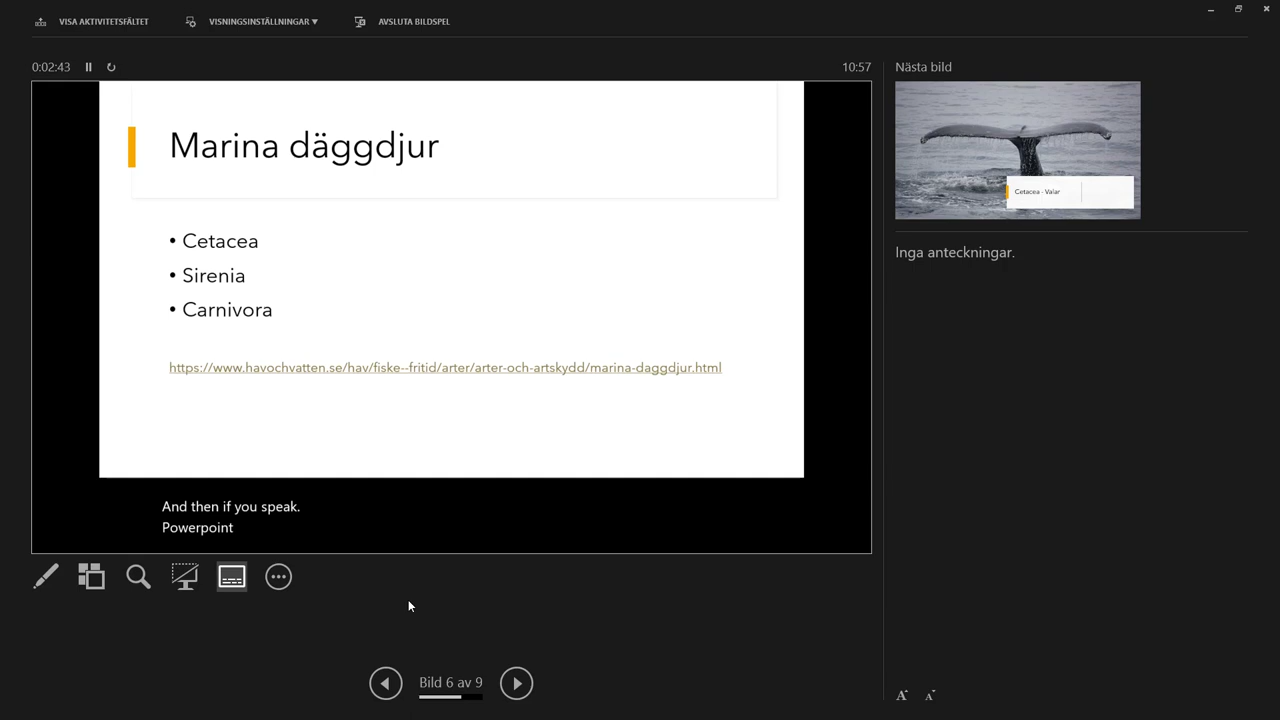 VISA AKTIVITETSFÄLTET
VISNINGSINSTÄLLNINGAR ▼
AVSLUTA BILDSPEL
0:02:43
10:57
Nästa bild
Marina däggdjur
• Cetacea
• Sirenia
• Carnivora
https://www.havochvatten.se/hav/fiske--fritid/arter/arter-och-artskydd/marina-daggdjur.html
And then if you speak.
Powerpoint
Cetacea - Valar
Inga anteckningar.
Bild 6 av 9
A A